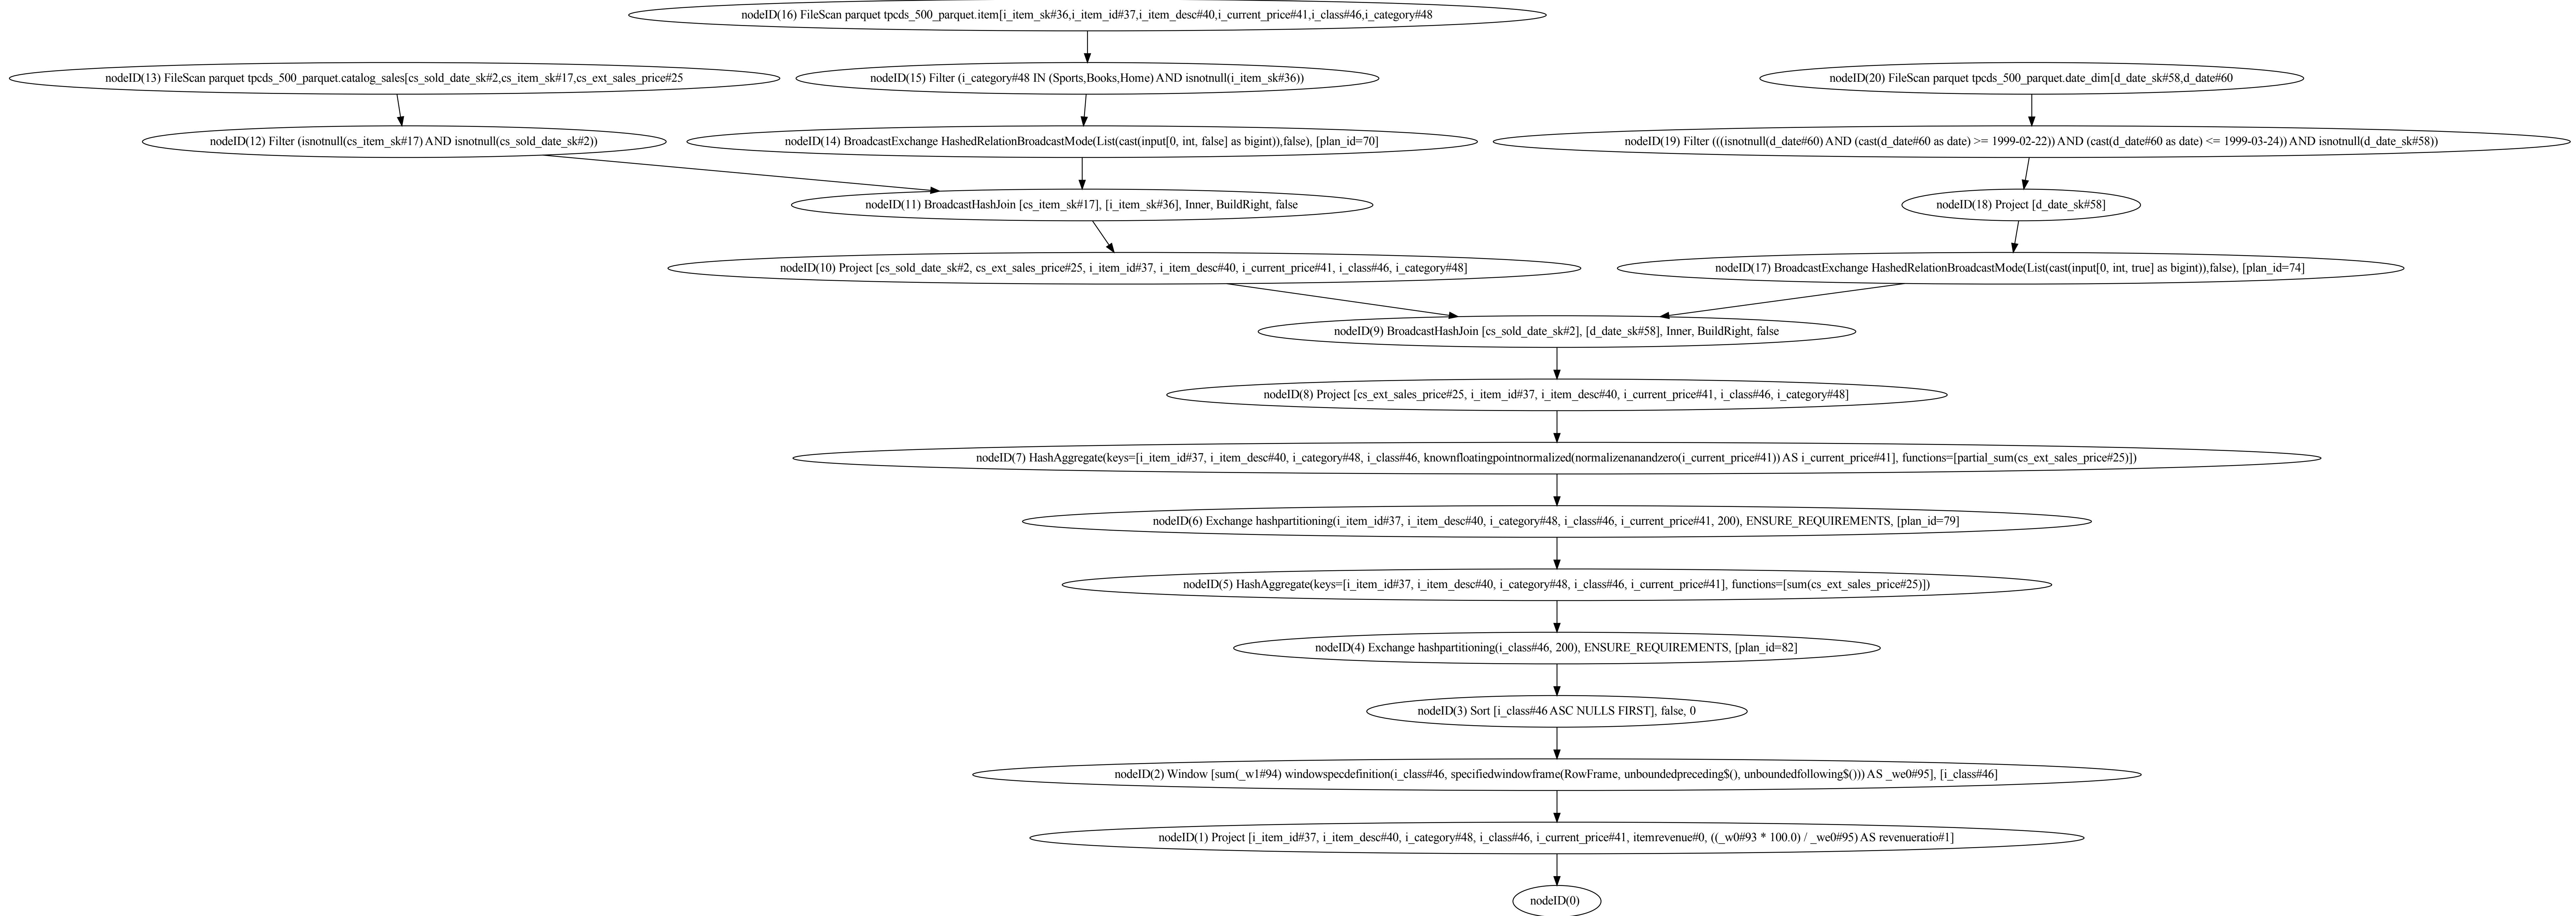 nodeID(16) FileScan parquet tpcds_500_parquet.item[i_item_sk#36,i_item_id#37,i_item_desc#40,i_current_price#41,i_class#46,i_category#48
nodeID(13) FileScan parquet tpcds_500_parquet.catalog_sales[cs_sold_date_sk#2,cs_item_sk#17,cs_ext_sales_price#25
nodeID(15) Filter (i_category#48 IN (Sports,Books,Home) AND isnotnull(i_item_sk#36))
nodeID(20) FileScan parquet tpcds_500_parquet.date_dim[d_date_sk#58,d_date#60
nodeID(12) Filter (isnotnull(cs_item_sk#17) AND isnotnull(cs_sold_date_sk#2))
nodeID(14) BroadcastExchange HashedRelationBroadcastMode(List(cast(input[0, int, false] as bigint)),false), [plan_id=70]
nodeID(19) Filter (((isnotnull(d_date#60) AND (cast(d_date#60 as date) >= 1999-02-22)) AND (cast(d_date#60 as date) <= 1999-03-24)) AND isnotnull(d_date_sk#58))
nodeID(11) BroadcastHashJoin [cs_item_sk#17], [i_item_sk#36], Inner, BuildRight, false
nodeID(18) Project [d_date_sk#58]
nodeID(10) Project [cs_sold_date_sk#2, cs_ext_sales_price#25, i_item_id#37, i_item_desc#40, i_current_price#41, i_class#46, i_category#48]
nodeID(17) BroadcastExchange HashedRelationBroadcastMode(List(cast(input[0, int, true] as bigint)),false), [plan_id=74]
nodeID(9) BroadcastHashJoin [cs_sold_date_sk#2], [d_date_sk#58], Inner, BuildRight, false
nodeID(8) Project [cs_ext_sales_price#25, i_item_id#37, i_item_desc#40, i_current_price#41, i_class#46, i_category#48]
nodeID(7) HashAggregate(keys=[i_item_id#37, i_item_desc#40, i_category#48, i_class#46, knownfloatingpointnormalized(normalizenanandzero(i_current_price#41)) AS i_current_price#41], functions=[partial_sum(cs_ext_sales_price#25)])
nodeID(6) Exchange hashpartitioning(i_item_id#37, i_item_desc#40, i_category#48, i_class#46, i_current_price#41, 200), ENSURE_REQUIREMENTS, [plan_id=79]
nodeID(5) HashAggregate(keys=[i_item_id#37, i_item_desc#40, i_category#48, i_class#46, i_current_price#41], functions=[sum(cs_ext_sales_price#25)])
nodeID(4) Exchange hashpartitioning(i_class#46, 200), ENSURE_REQUIREMENTS, [plan_id=82]
nodeID(3) Sort [i_class#46 ASC NULLS FIRST], false, 0
nodeID(2) Window [sum(_w1#94) windowspecdefinition(i_class#46, specifiedwindowframe(RowFrame, unboundedpreceding$(), unboundedfollowing$())) AS _we0#95], [i_class#46]
nodeID(1) Project [i_item_id#37, i_item_desc#40, i_category#48, i_class#46, i_current_price#41, itemrevenue#0, ((_w0#93 * 100.0) / _we0#95) AS revenueratio#1]
nodeID(0)